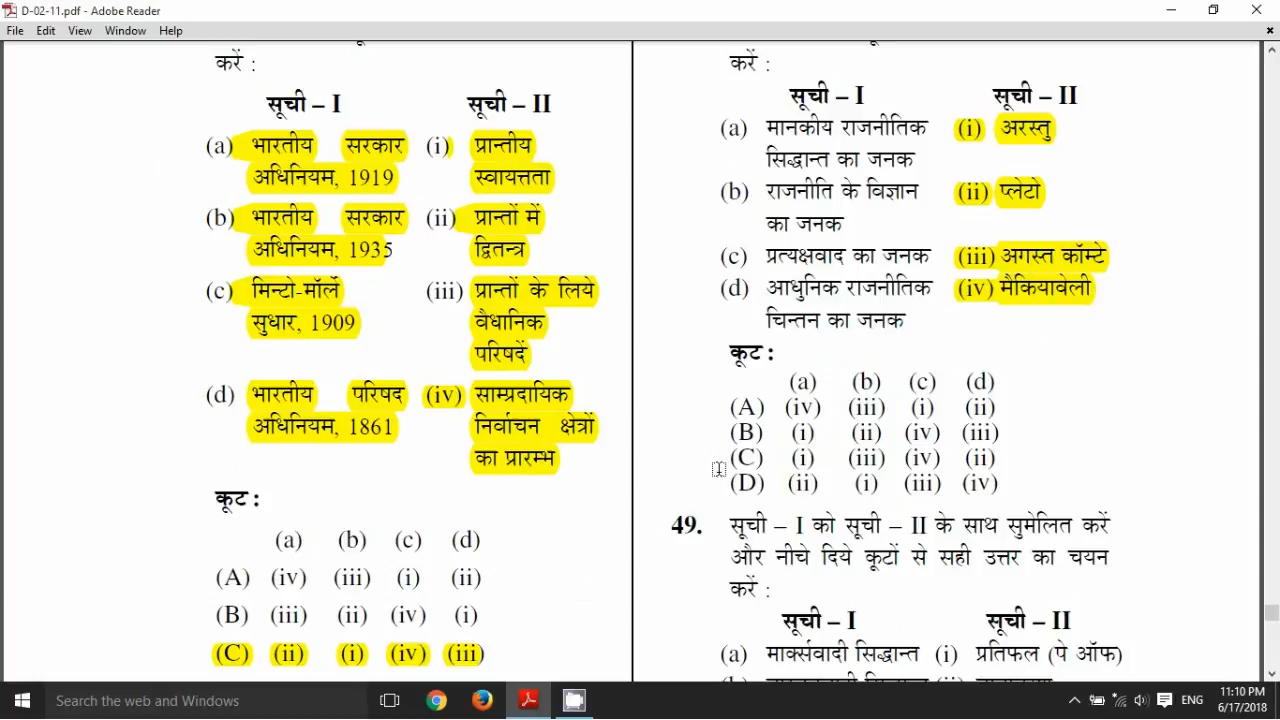 D-02-11.pdf - Adobe Reader
File Edit View Window Help
करें :
सूची – I सूची – II
(a) भारतीय सरकार (i) प्रान्तीय
अधिनियम, 1919 स्वायत्तता
(b) भारतीय सरकार (ii) प्रान्तों में
अधिनियम, 1935 द्वितन्त्र
(c) मिन्टो-मॉर्ले (iii) प्रान्तों के लिये
सुधार, 1909 वैधानिक
परिषदें
(d) भारतीय परिषद (iv) साम्प्रदायिक
अधिनियम, 1861 निर्वाचन क्षेत्रों
का प्रारम्भ
कूट :
(a) (b) (c) (d)
(A) (iv) (iii) (i) (ii)
(B) (iii) (ii) (iv) (i)
(C) (ii) (i) (iv) (iii)
करें :
सूची – I सूची – II
(a) मानकीय राजनीतिक (i) अरस्तु
सिद्धान्त का जनक
(b) राजनीति के विज्ञान (ii) प्लेटो
का जनक
(c) प्रत्यक्षवाद का जनक (iii) अगस्त कॉम्टे
(d) आधुनिक राजनीतिक (iv) मैकियावेली
चिन्तन का जनक
कूट :
(a) (b) (c) (d)
(A) (iv) (iii) (i) (ii)
(B) (i) (ii) (iv) (iii)
(C) (i) (iii) (iv) (ii)
(D) (ii) (i) (iii) (iv)
49. सूची – I को सूची – II के साथ सुमेलित करें
और नीचे दिये कूटों से सही उत्तर का चयन
करें :
सूची – I सूची – II
(a) मार्क्सवादी सिद्धान्त (i) प्रतिफल (पे ऑफ)
Search the web and Windows
ENG
11:10 PM
6/17/2018